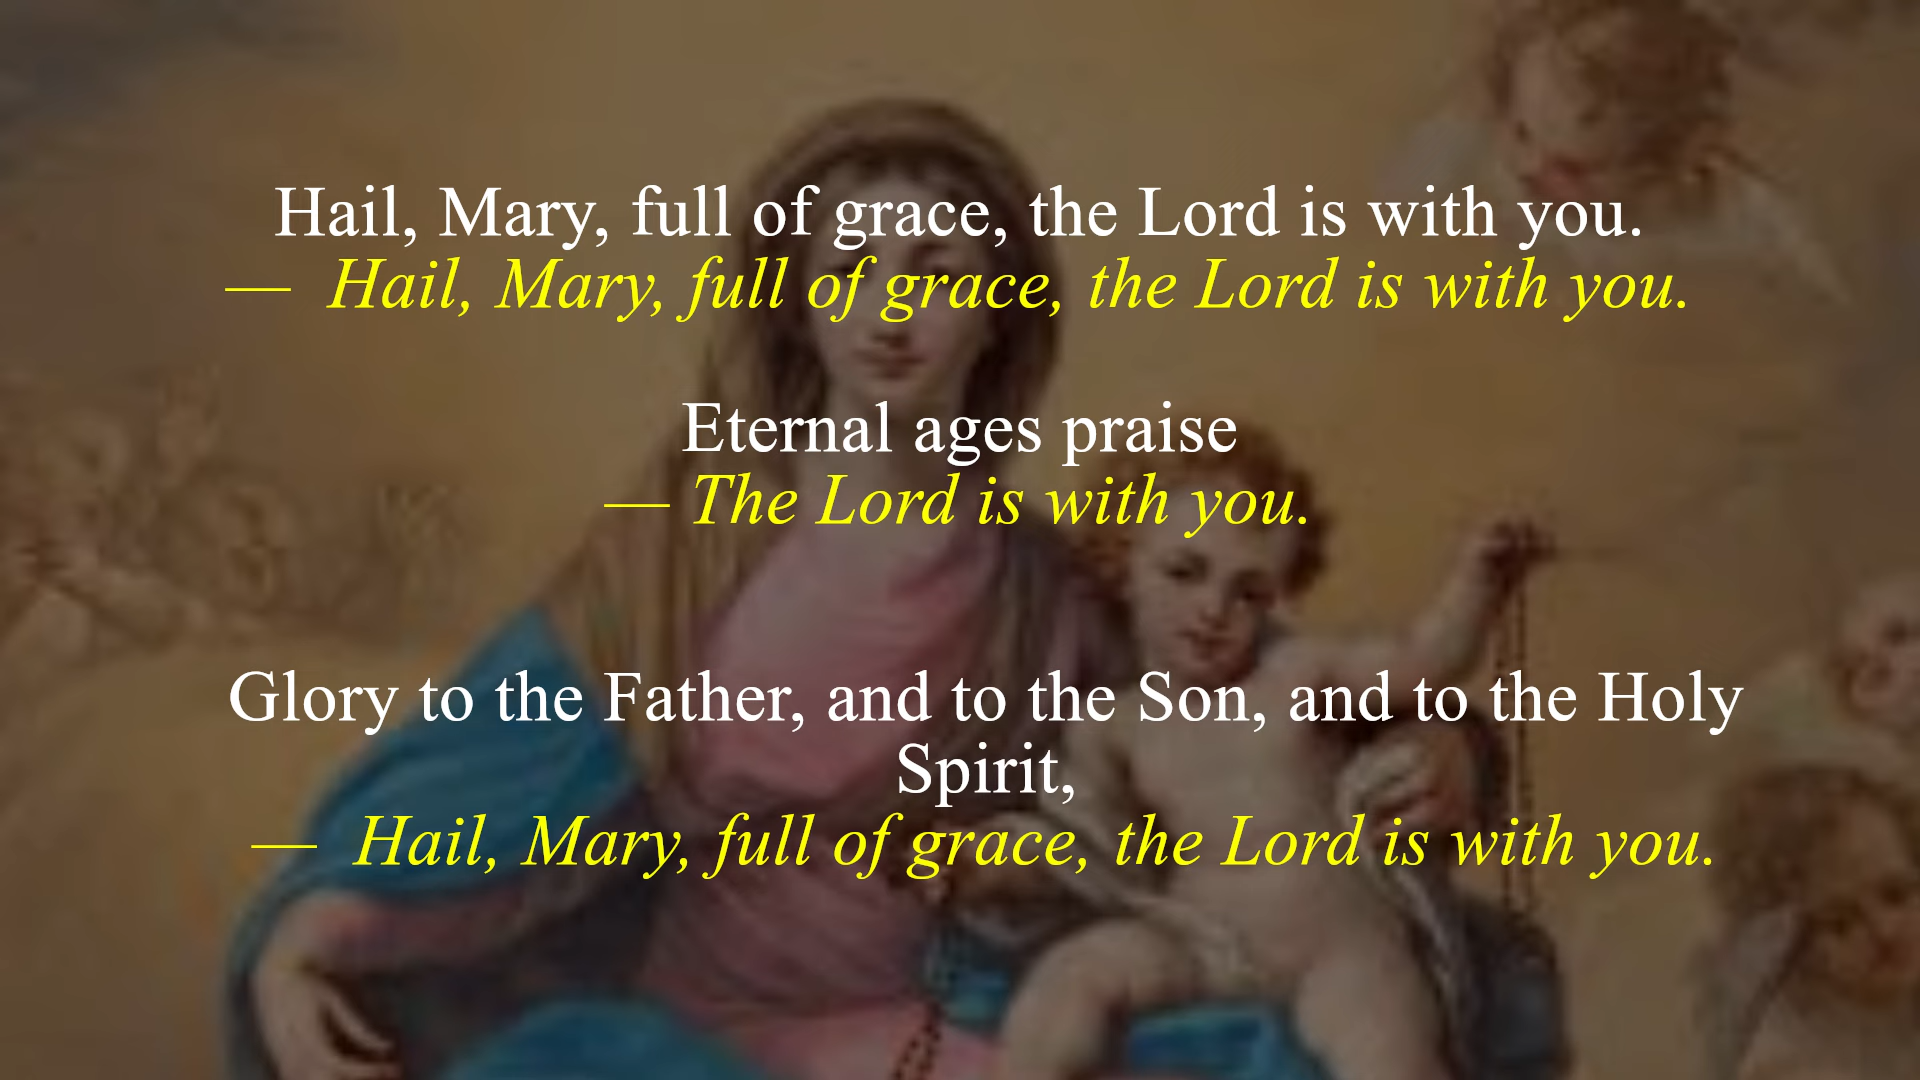 Hail, Mary, full of grace, the Lord is with you.
— Hail, Mary, full of grace, the Lord is with you.
Eternal ages praise
— The Lord is with you.
Glory to the Father, and to the Son, and to the Holy
Spirit,
— Hail, Mary, full of grace, the Lord is with you.